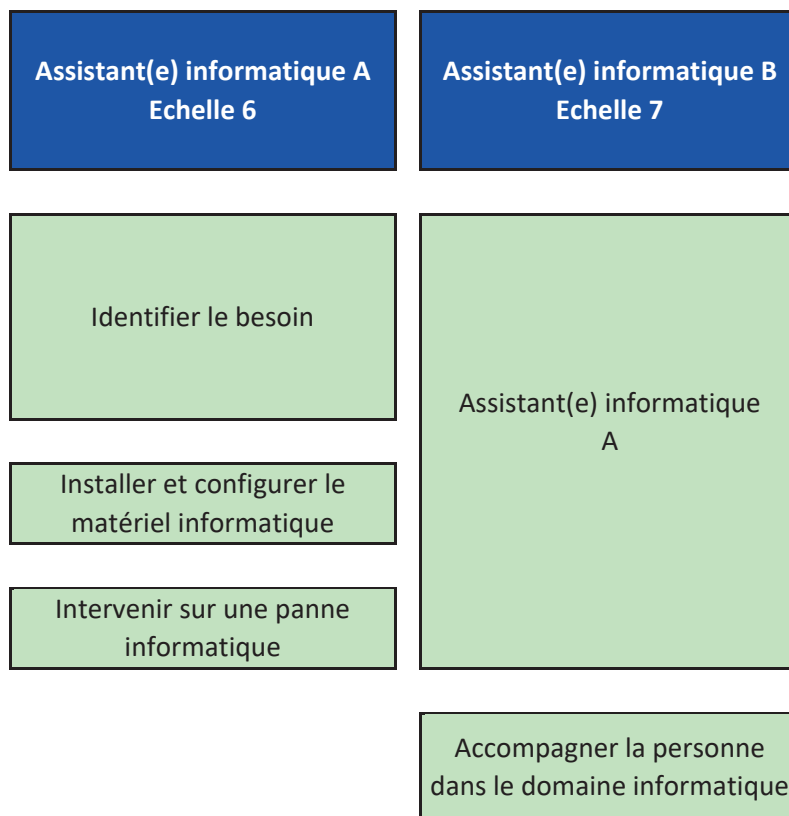 Assistant(e) informatique A
Echelle 6
Assistant(e) informatique B
Echelle 7
Identifier le besoin
Assistant(e) informatique
A
Installer et configurer le
matériel informatique
Intervenir sur une panne
informatique
Accompagner la personne
dans le domaine informatique